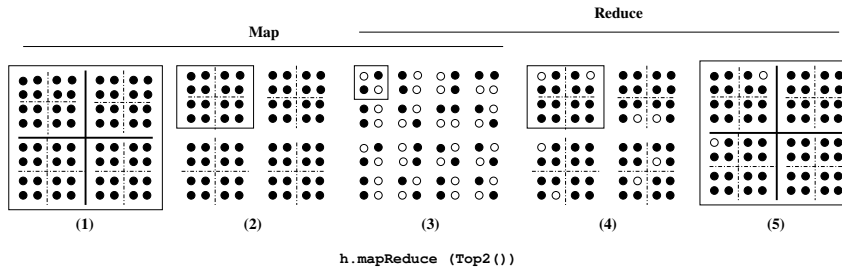 Map
Reduce
(1)
(2)
(3)
(4)
(5)
h.mapReduce (Top2())